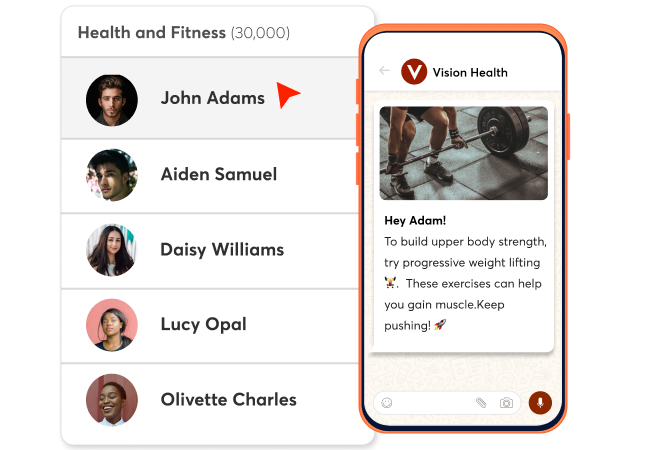 Health and Fitness (30,000)
John Adams
Aiden Samuel
Daisy Williams
Lucy Opal
Olivette Charles
V Vision Health
Hey Adam!
To build upper body strength,
try progressive weight lifting
🏋️. These exercises can help
you gain muscle.Keep
pushing! 🚀